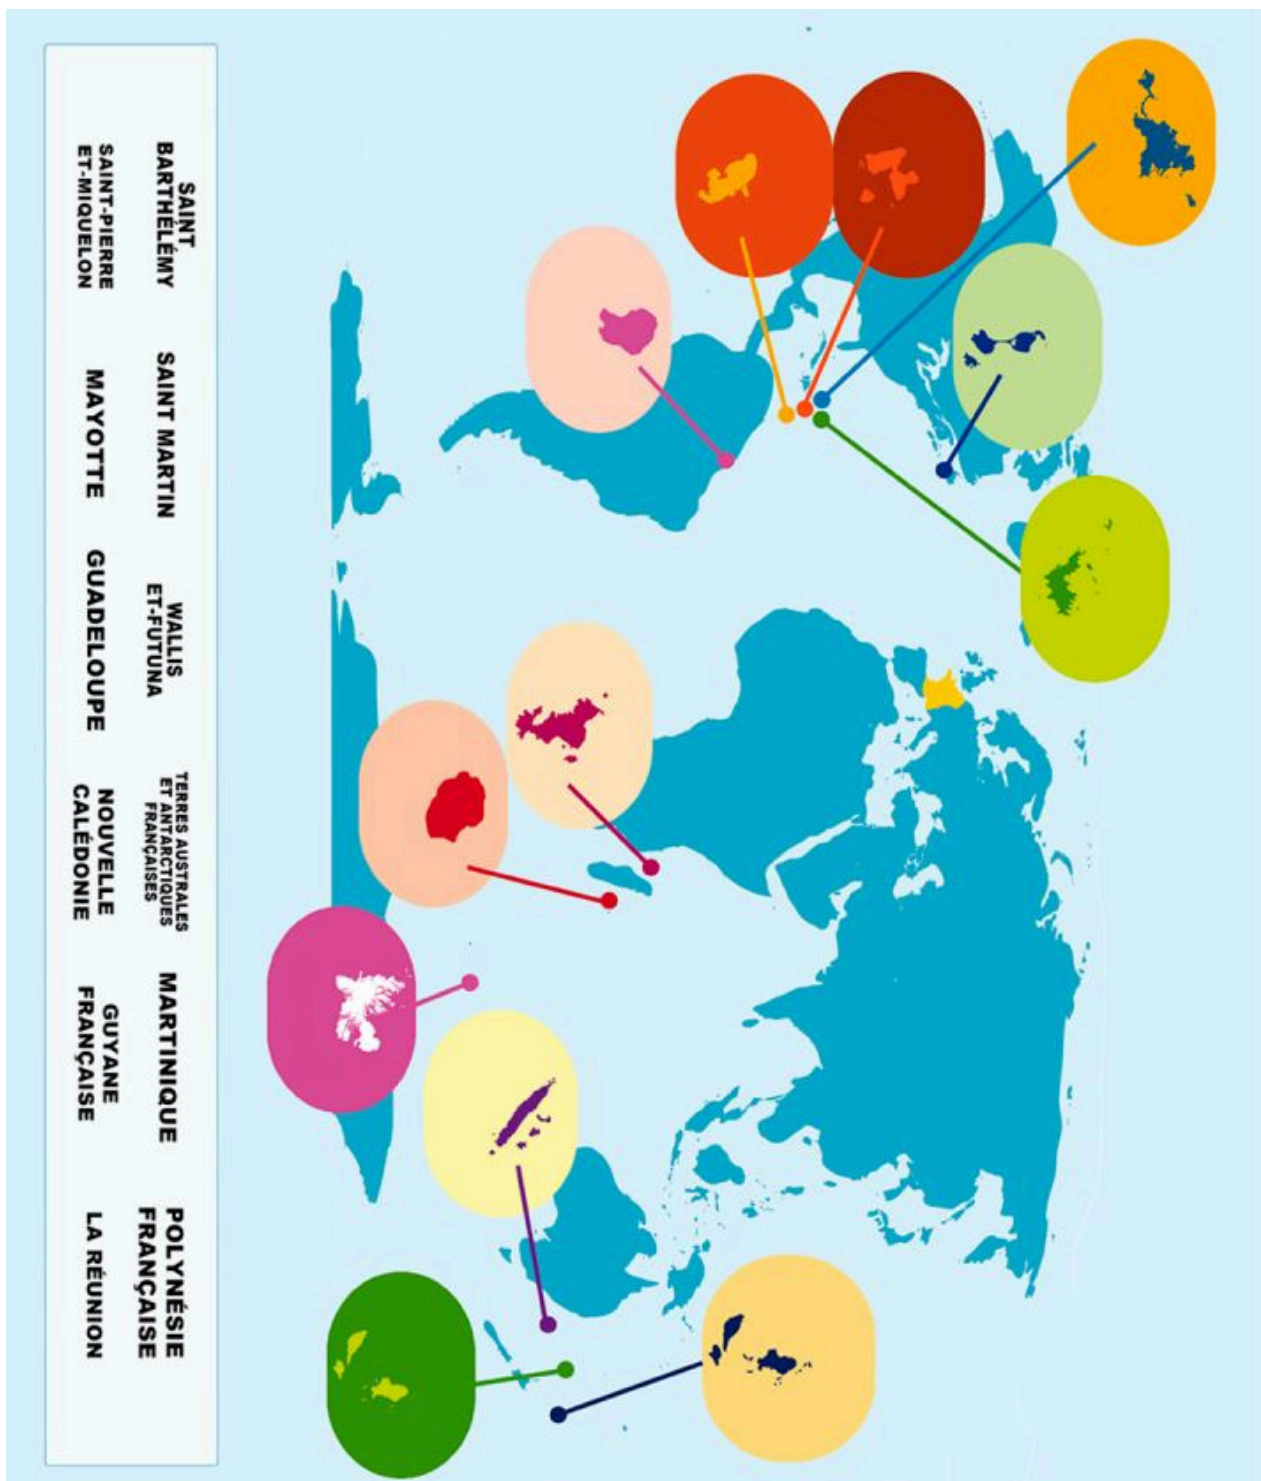 SAINT
BARTHÉLÉMY
SAINT MARTIN
WALLIS
ET-FUTUNA
TERRES AUSTRALES
ET ANTARCTIQUES
FRANÇAISES
MARTINIQUE
POLYNÉSIE
FRANÇAISE
SAINT-PIERRE
ET-MIQUELON
MAYOTTE
GUADELOUPE
NOUVELLE
CALÉDONIE
GUYANE
FRANÇAISE
LA RÉUNION